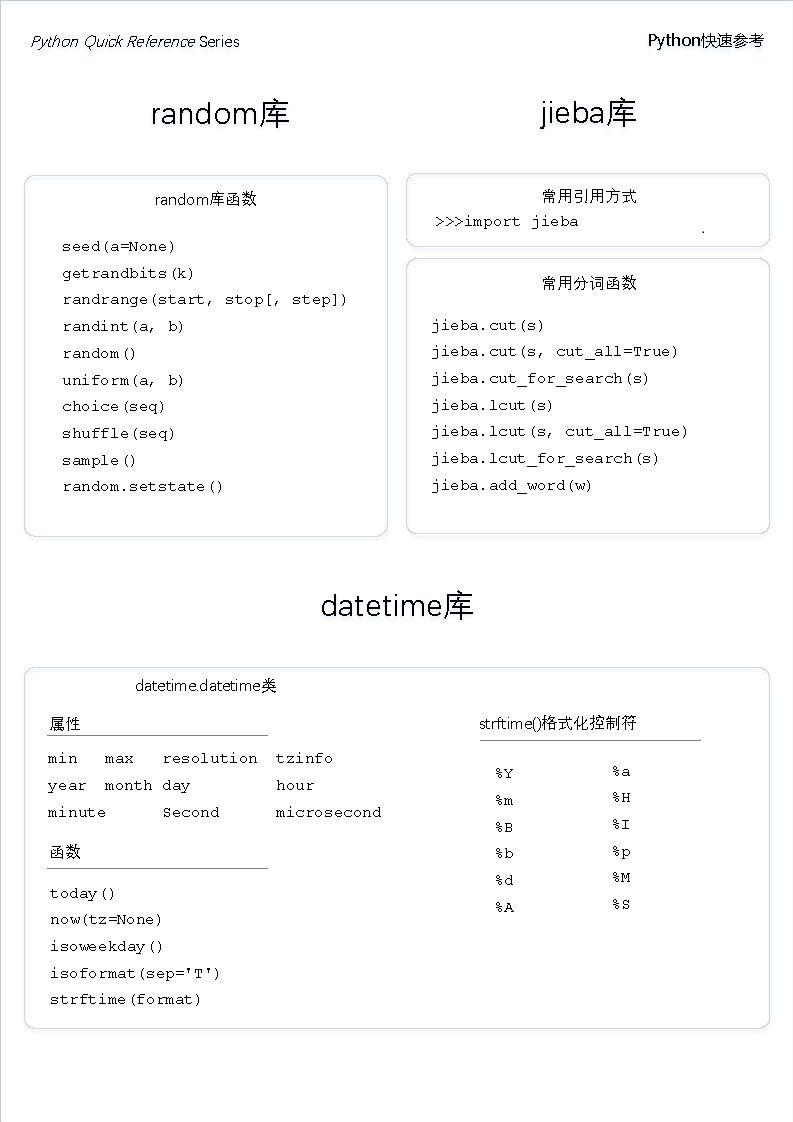 Python Quick Reference Series
Python快速参考
random库
random库函数
seed(a=None)
getrandbits(k)
randrange(start, stop[, step])
randint(a, b)
random()
uniform(a, b)
choice(seq)
shuffle(seq)
sample()
random.setstate()
jieba库
常用引用方式
>>>import jieba
常用分词函数
jieba.cut(s)
jieba.cut(s, cut_all=True)
jieba.cut_for_search(s)
jieba.lcut(s)
jieba.lcut(s, cut_all=True)
jieba.lcut_for_search(s)
jieba.add_word(w)
datetime库
datetime.datetime类
属性
min max resolution tzinfo
year month day hour
minute Second microsecond
函数
today()
now(tz=None)
isoweekday()
isoformat(sep='T')
strftime(format)
strftime()格式化控制符
%Y %a
%m %H
%B %I
%b %p
%d %M
%A %S